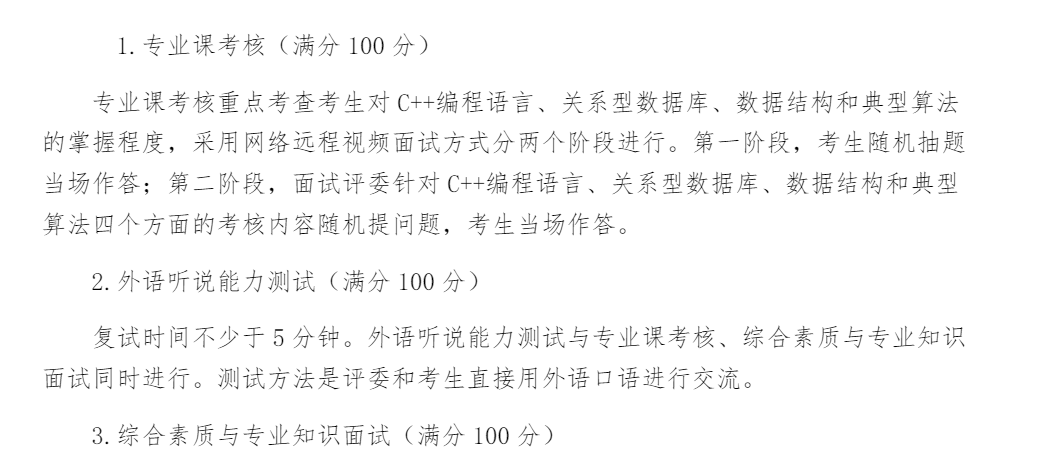 1.专业课考核（满分 100 分）
专业课考核重点考查考生对 C++编程语言、关系型数据库、数据结构和典型算法
的掌握程度，采用网络远程视频面试方式分两个阶段进行。第一阶段，考生随机抽题
当场作答；第二阶段，面试评委针对 C++编程语言、关系型数据库、数据结构和典型
算法四个方面的考核内容随机提问题，考生当场作答。
2.外语听说能力测试（满分 100 分）
复试时间不少于 5 分钟。外语听说能力测试与专业课考核、综合素质与专业知识
面试同时进行。测试方法是评委和考生直接用外语口语进行交流。
3.综合素质与专业知识面试（满分 100 分）